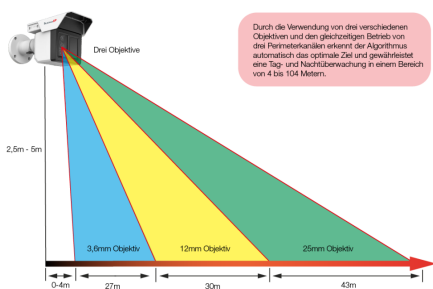 Drei Objektive
Durch die Verwendung von drei verschiedenen
Objektiven und den gleichzeitigen Betrieb von
drei Perimeterkanälen erkennt der Algorithmus
automatisch das optimale Ziel und gewährleistet
eine Tag- und Nachtüberwachung in einem Bereich
von 4 bis 104 Metern.
2,5m - 5m
3,6mm Objektiv
12mm Objektiv
25mm Objektiv
0-4m
27m
30m
43m